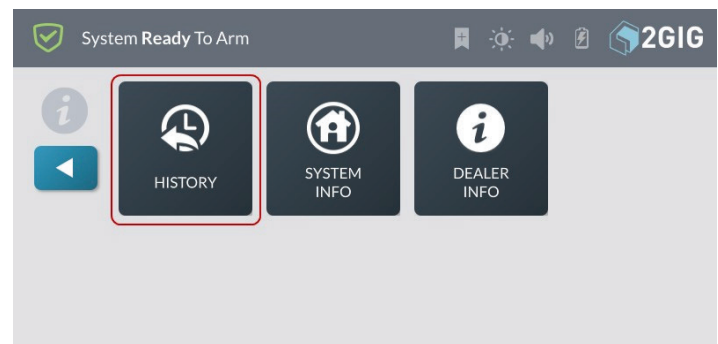 System Ready To Arm
2GIG
HISTORY
SYSTEM
INFO
DEALER
INFO